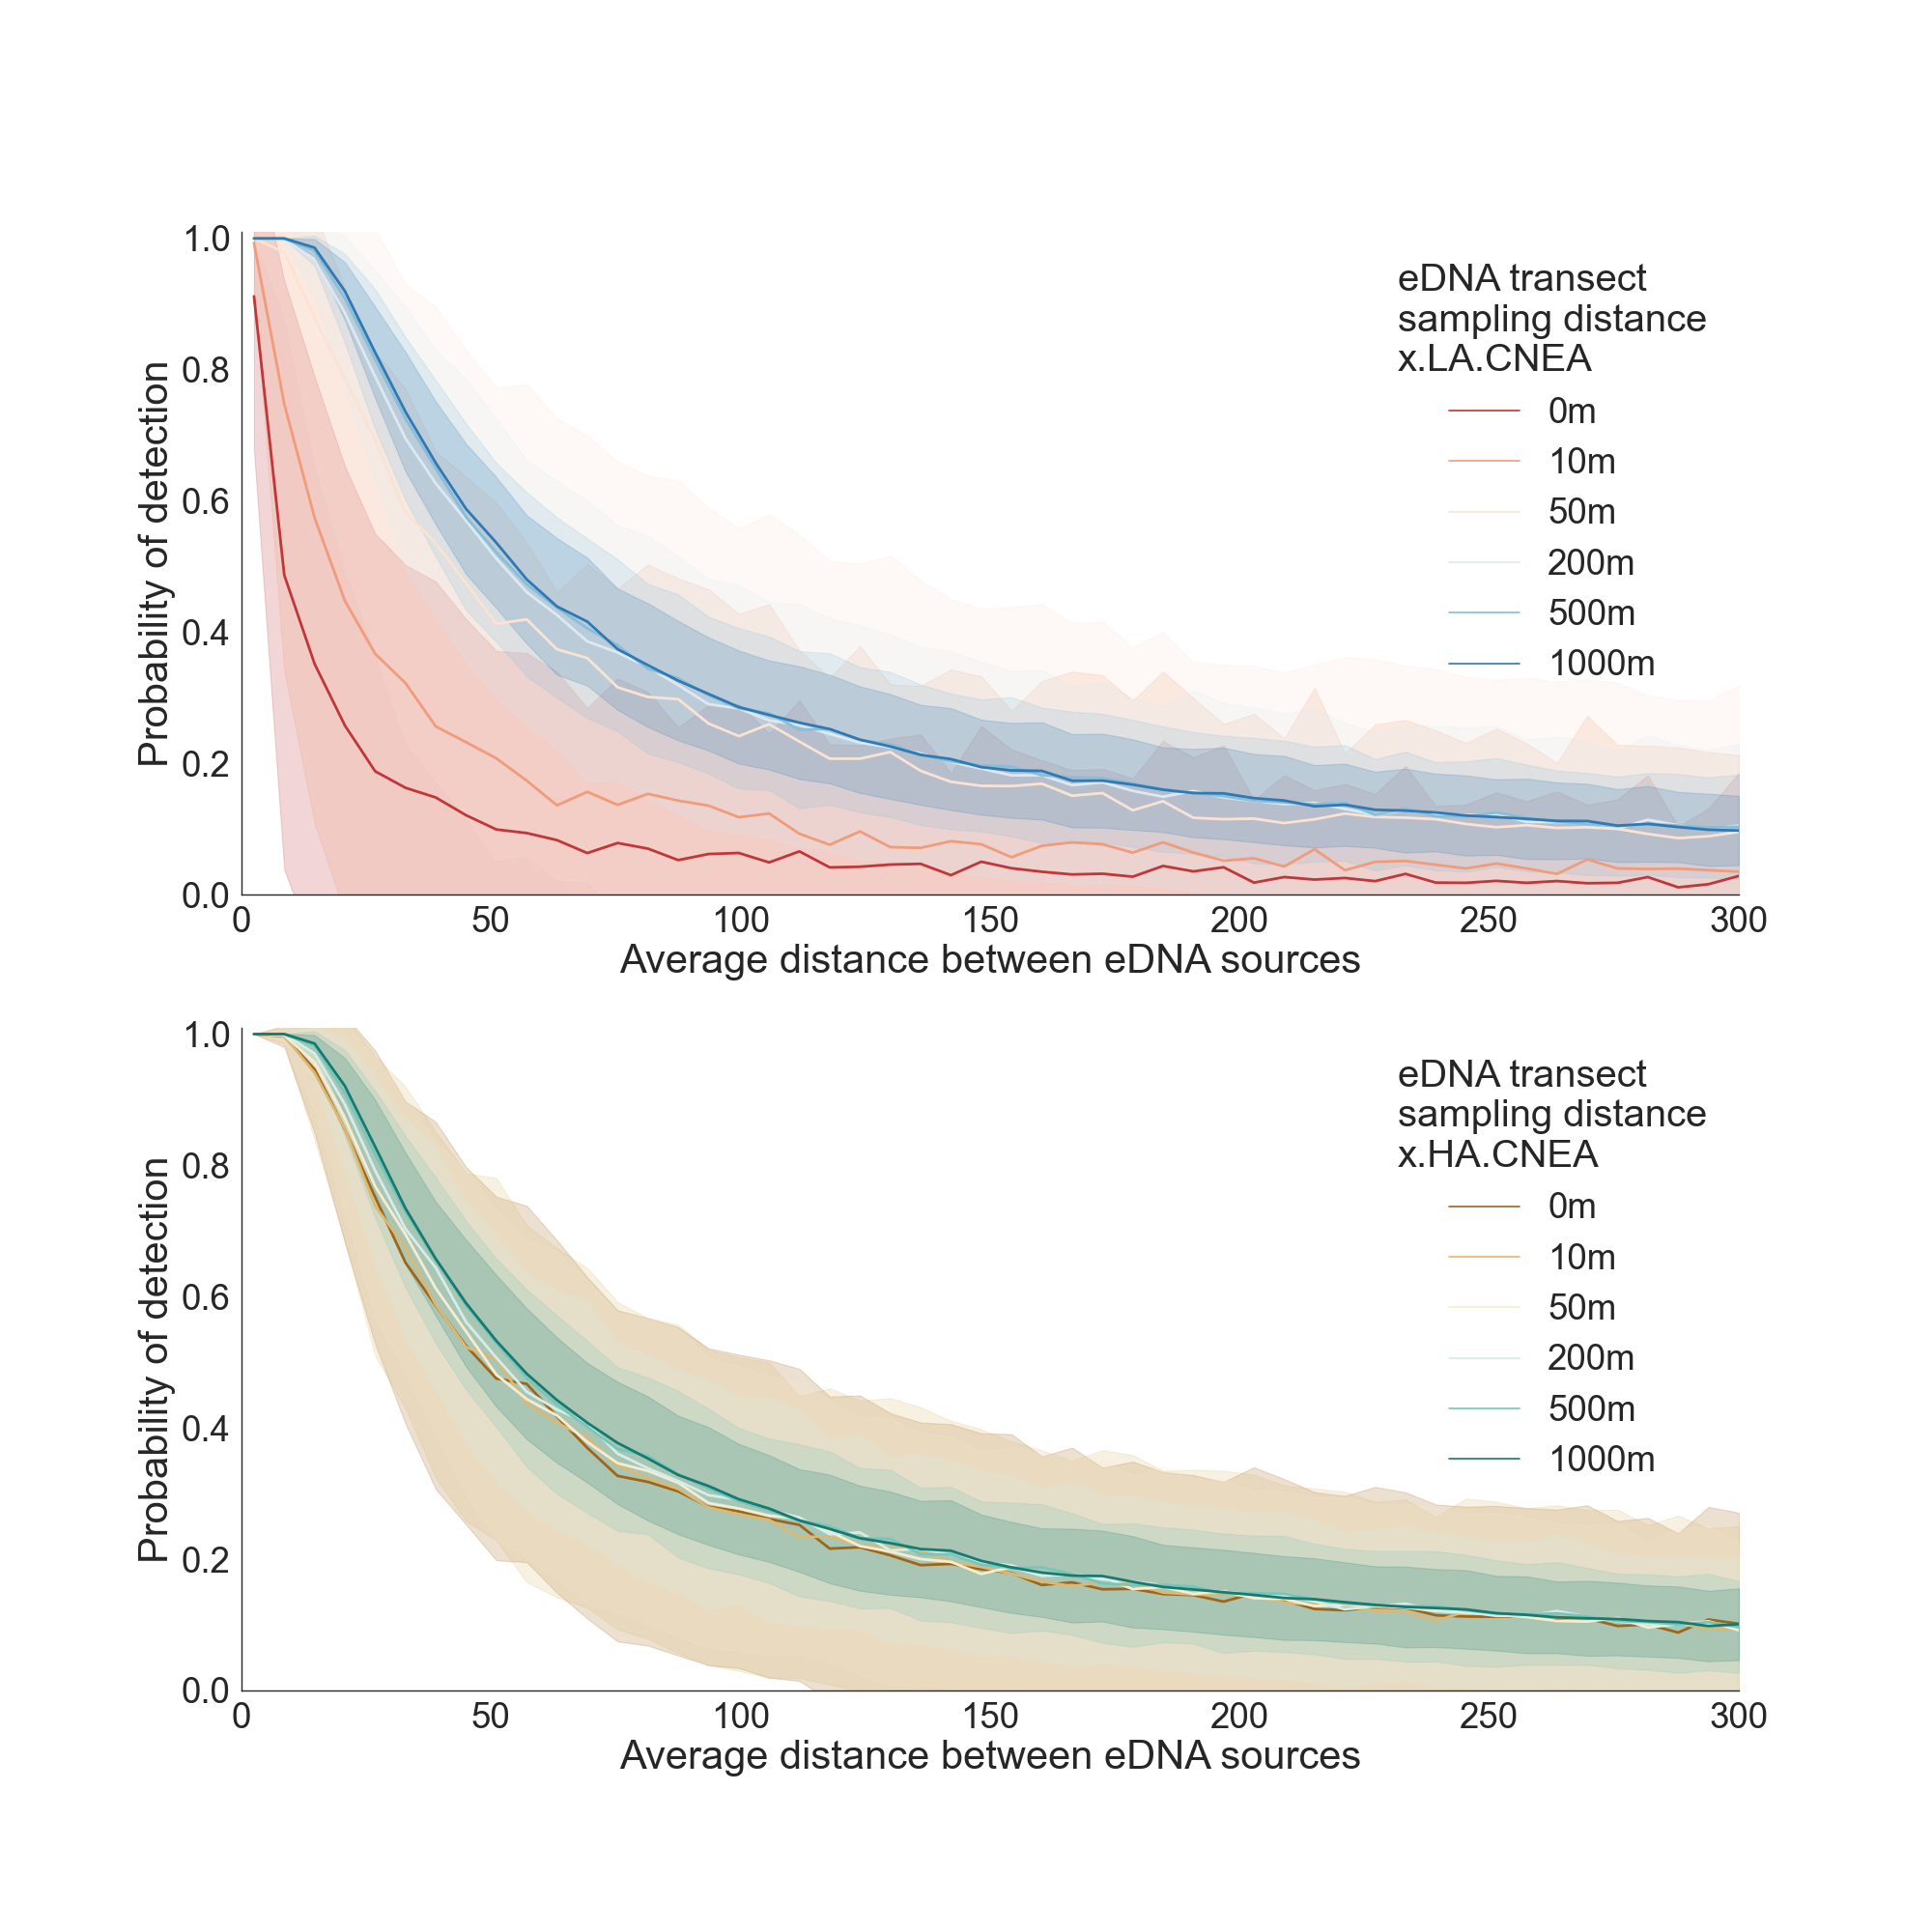 1.0
0.8
0.6
0.4
0.2
0.0
Probability of detection
0 50 100 150 200 250 300
Average distance between eDNA sources
eDNA transect
sampling distance
x.LA.CNEA
0m
10m
50m
200m
500m
1000m
1.0
0.8
0.6
0.4
0.2
0.0
Probability of detection
0 50 100 150 200 250 300
Average distance between eDNA sources
eDNA transect
sampling distance
x.HA.CNEA
0m
10m
50m
200m
500m
1000m